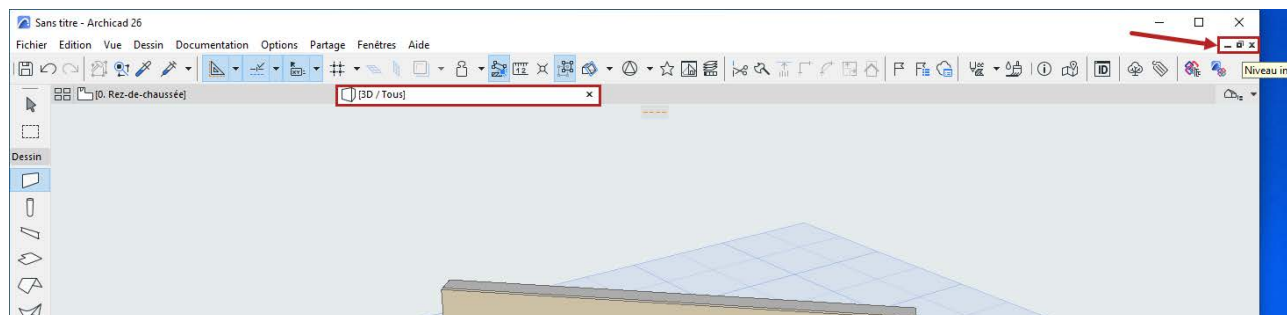 Sans titre - Archicad 26
Fichier Edition Vue Dessin Documentation Options Partage Fenêtres Aide
ID
Niveau in
[0. Rez-de-chaussée]
[3D / Tous]
Dessin